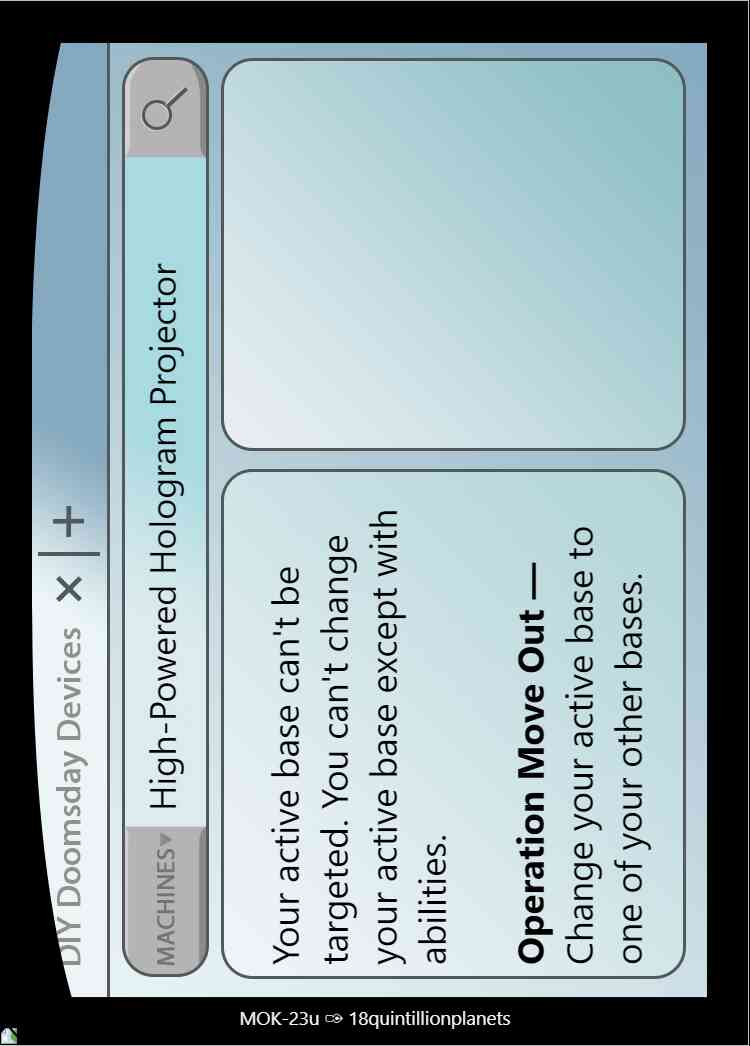 DIY Doomsday Devices
MACHINES
High-Powered Hologram Projector
Your active base can't be
targeted. You can't change
your active base except with
abilities.
Operation Move Out —
Change your active base to
one of your other bases.
MOK-23u ✑ 18quintillionplanets